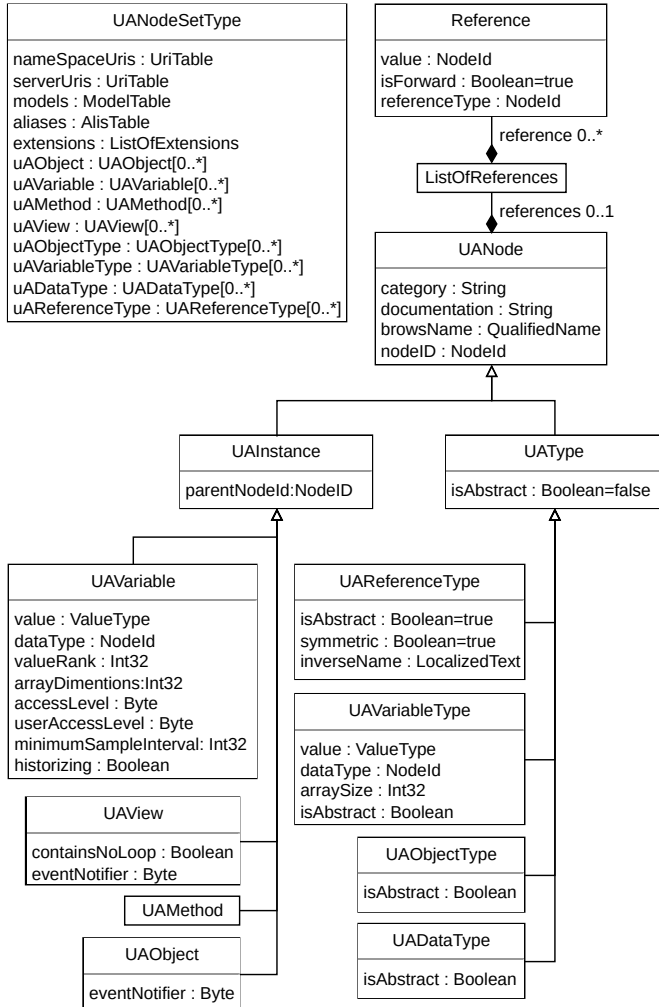 UANodeSetType
nameSpaceUris : UriTable
serverUris : UriTable
models : ModelTable
aliases : AlisTable
extensions : ListOfExtensions
uAObject : UAObject[0..*]
uAVariable : UAVariable[0..*]
uAMethod : UAMethod[0..*]
uAView : UAView[0..*]
uAObjectType : UAObjectType[0..*]
uAVariableType : UAVariableType[0..*]
uADataType : UADataType[0..*]
uAReferenceType : UAReferenceType[0..*]
Reference
value : NodeId
isForward : Boolean=true
referenceType : NodeId
reference 0..*
ListOfReferences
references 0..1
UANode
category : String
documentation : String
browsName : QualifiedName
nodeID : NodeId
UAInstance
parentNodeId:NodeID
UAType
isAbstract : Boolean=false
UAVariable
value : ValueType
dataType : NodeId
valueRank : Int32
arrayDimentions:Int32
accessLevel : Byte
userAccessLevel : Byte
minimumSampleInterval: Int32
historizing : Boolean
UAView
containsNoLoop : Boolean
eventNotifier : Byte
UAMethod
UAObject
eventNotifier : Byte
UAReferenceType
isAbstract : Boolean=true
symmetric : Boolean=true
inverseName : LocalizedText
UAVariableType
value : ValueType
dataType : NodeId
arraySize : Int32
isAbstract : Boolean
UAObjectType
isAbstract : Boolean
UADataType
isAbstract : Boolean